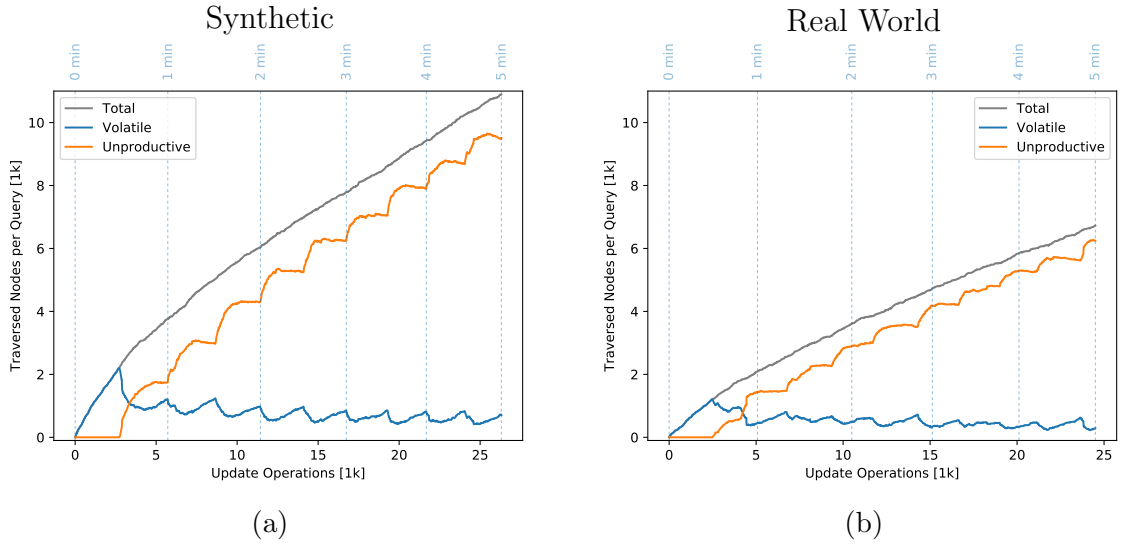 Synthetic
0 min 1 min 2 min 3 min 4 min 5 min
Total
Volatile
Unproductive
Traversed Nodes per Query [1k]
10
8
6
4
2
0
0 5 10 15 20 25
Update Operations [1k]
(a)
Real World
0 min 1 min 2 min 3 min 4 min 5 min
Total
Volatile
Unproductive
Traversed Nodes per Query [1k]
10
8
6
4
2
0
0 5 10 15 20 25
Update Operations [1k]
(b)